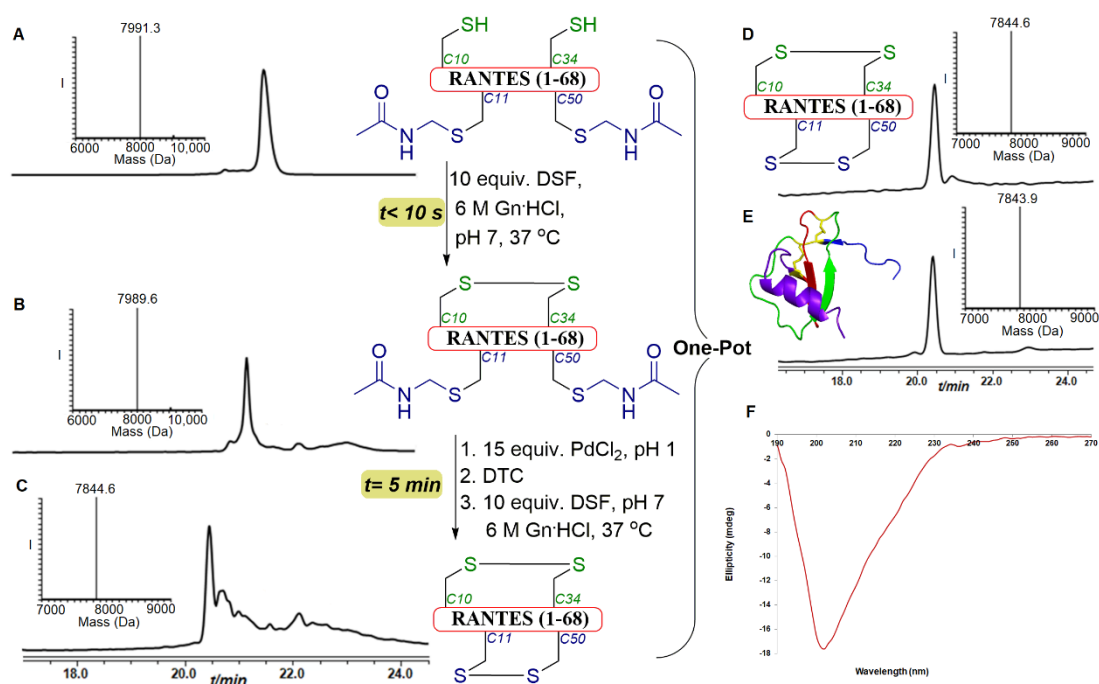 A
7991.3
I
6000 8000 10,000
Mass (Da)
SH SH
C10 C34
RANTES (1-68)
C11 C50
O
N
H
S
S
H
N
O
10 equiv. DSF,
t< 10 s
6 M Gn·HCl,
pH 7, 37 °C
B
7989.6
I
6000 8000 10,000
Mass (Da)
S S
C10 C34
RANTES (1-68)
C11 C50
O
N
H
S
S
H
N
O
1. 15 equiv. PdCl2, pH 1
t= 5 min
2. DTC
3. 10 equiv. DSF, pH 7
6 M Gn·HCl, 37 °C
C
7844.6
I
7000 8000 9000
Mass (Da)
18.0 20.0 22.0 24.0
t/min
S S
C10 C34
RANTES (1-68)
C11 C50
S S
One-Pot
D
S S
C10 C34
RANTES (1-68)
C11 C50
S S
7844.6
I
7000 8000 9000
Mass (Da)
E
7843.9
I
7000 8000 9000
Mass (Da)
18.0 20.0 22.0 24.0
t/min
F
0
190 200 210 220 230 240 250 260 270
-2
-4
-6
-8
-10
-12
-14
-16
-18
Ellipticity (mdeg)
Wavelength (nm)